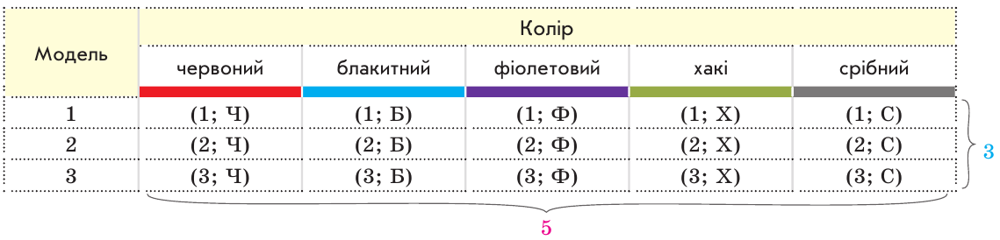 Колір
Модель
червоний блакитний фіолетовий хакі срібний
1 (1; Ч) (1; Б) (1; Ф) (1; Х) (1; С)
2 (2; Ч) (2; Б) (2; Ф) (2; Х) (2; С)
3
3 (3; Ч) (3; Б) (3; Ф) (3; Х) (3; С)
5